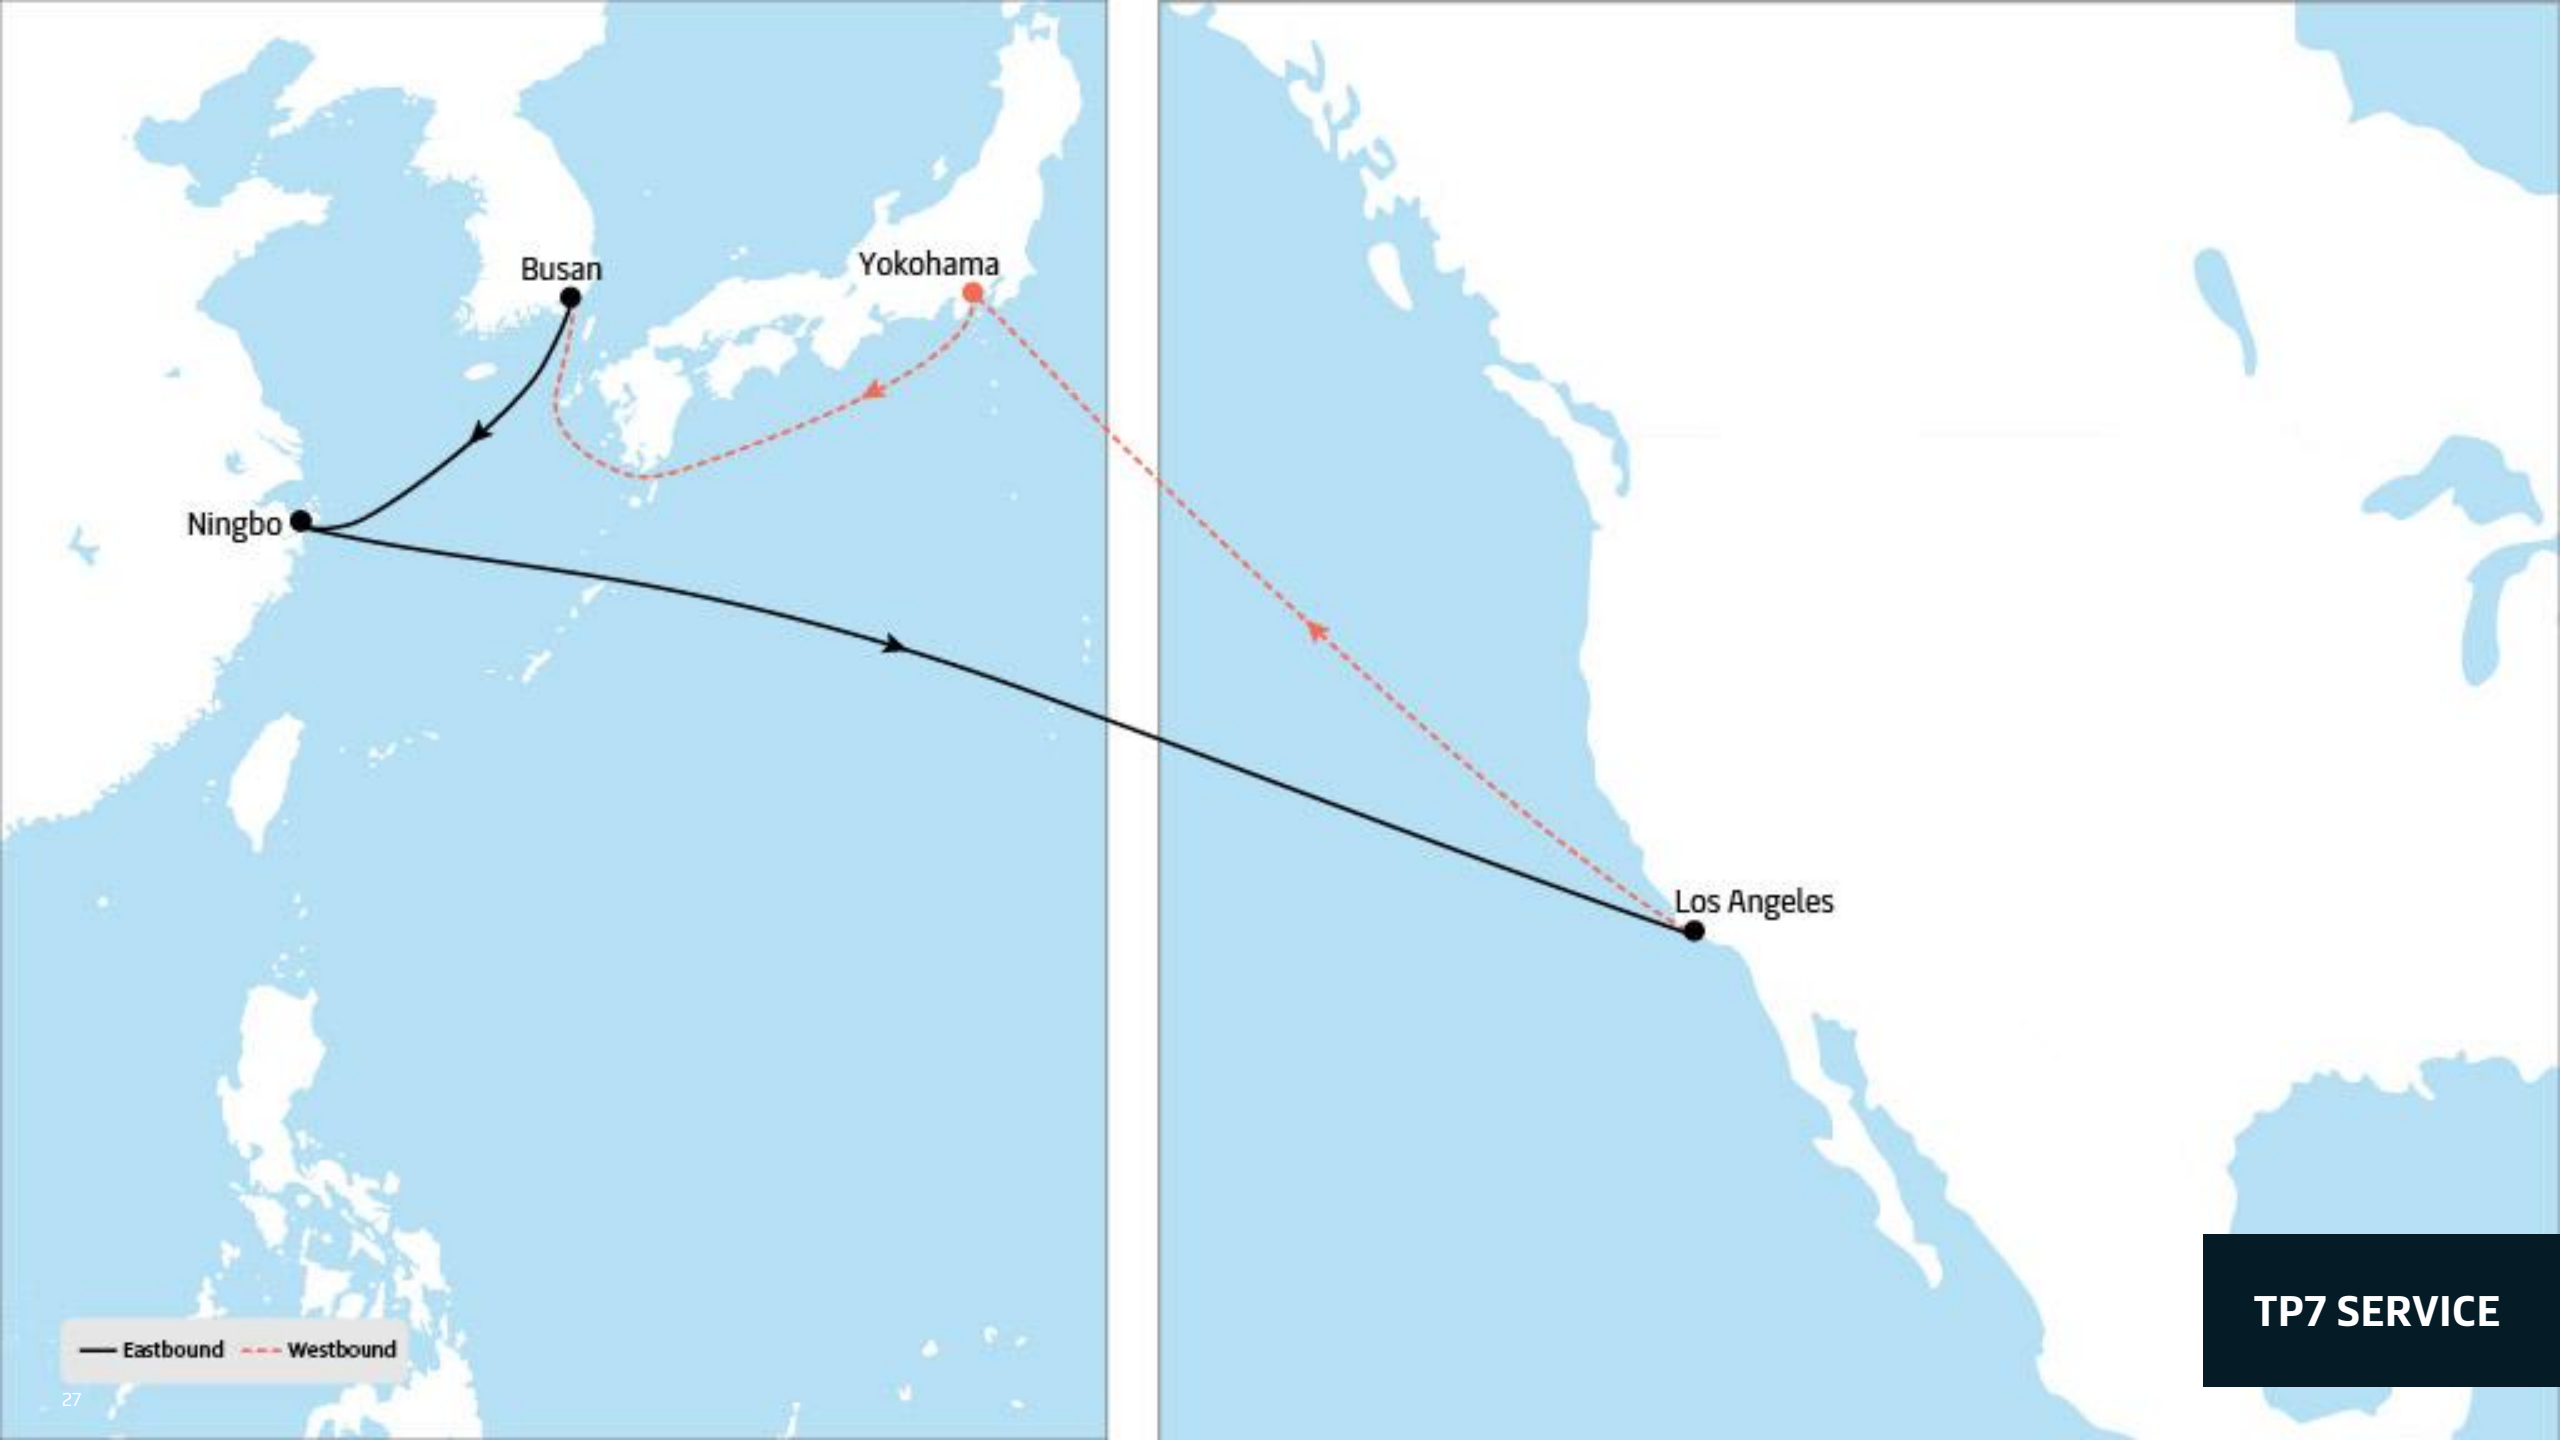 Busan
Yokohama
Ningbo
Los Angeles
TP7 SERVICE
Eastbound
Westbound
27